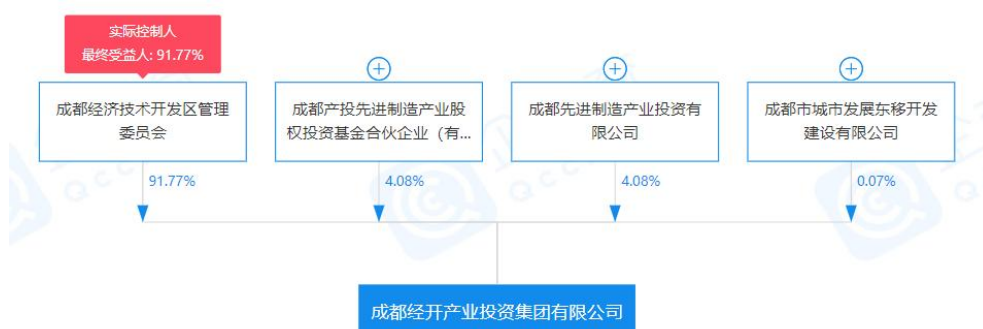 实际控制人
最终受益人: 91.77%
成都经济技术开发区管理
委员会
成都产投先进制造产业股
权投资基金合伙企业（有...
成都先进制造产业投资有
限公司
成都市城市发展东移开发
建设有限公司
91.77%
4.08%
4.08%
0.07%
成都经开产业投资集团有限公司